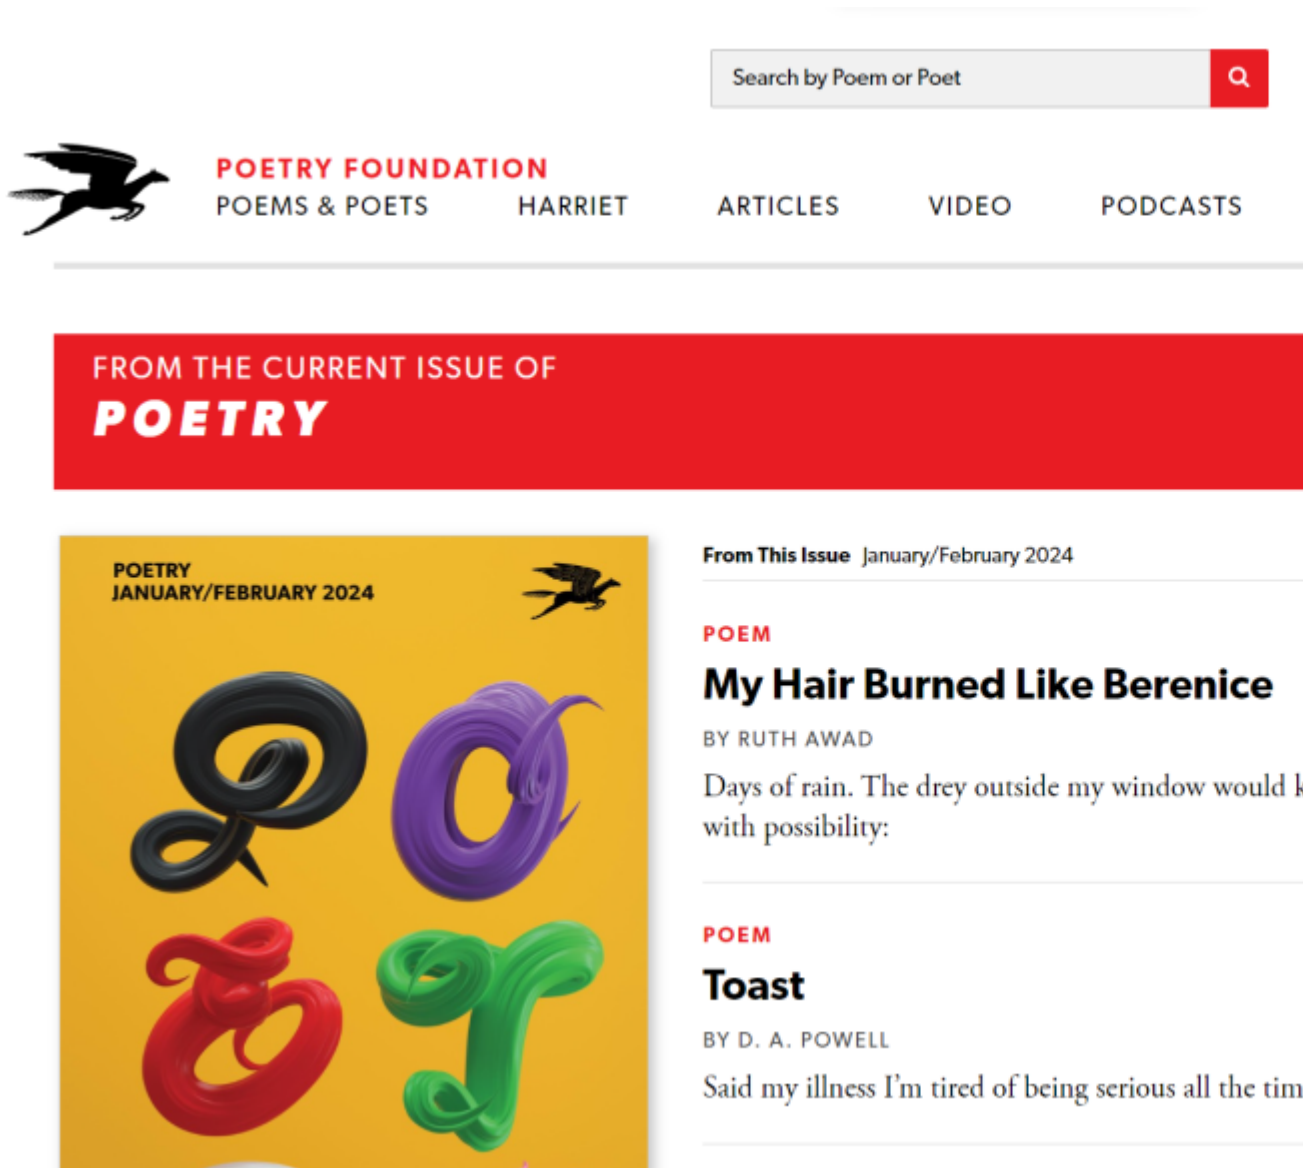 Search by Poem or Poet
POETRY FOUNDATION
POEMS & POETS HARRIET ARTICLES VIDEO PODCASTS
FROM THE CURRENT ISSUE OF
POETRY
POETRY
JANUARY/FEBRUARY 2024
P O
E T
From This Issue January/February 2024
POEM
My Hair Burned Like Berenice
BY RUTH AWAD
Days of rain. The drey outside my window would
with possibility:
POEM
Toast
BY D. A. POWELL
Said my illness I'm tired of being serious all the